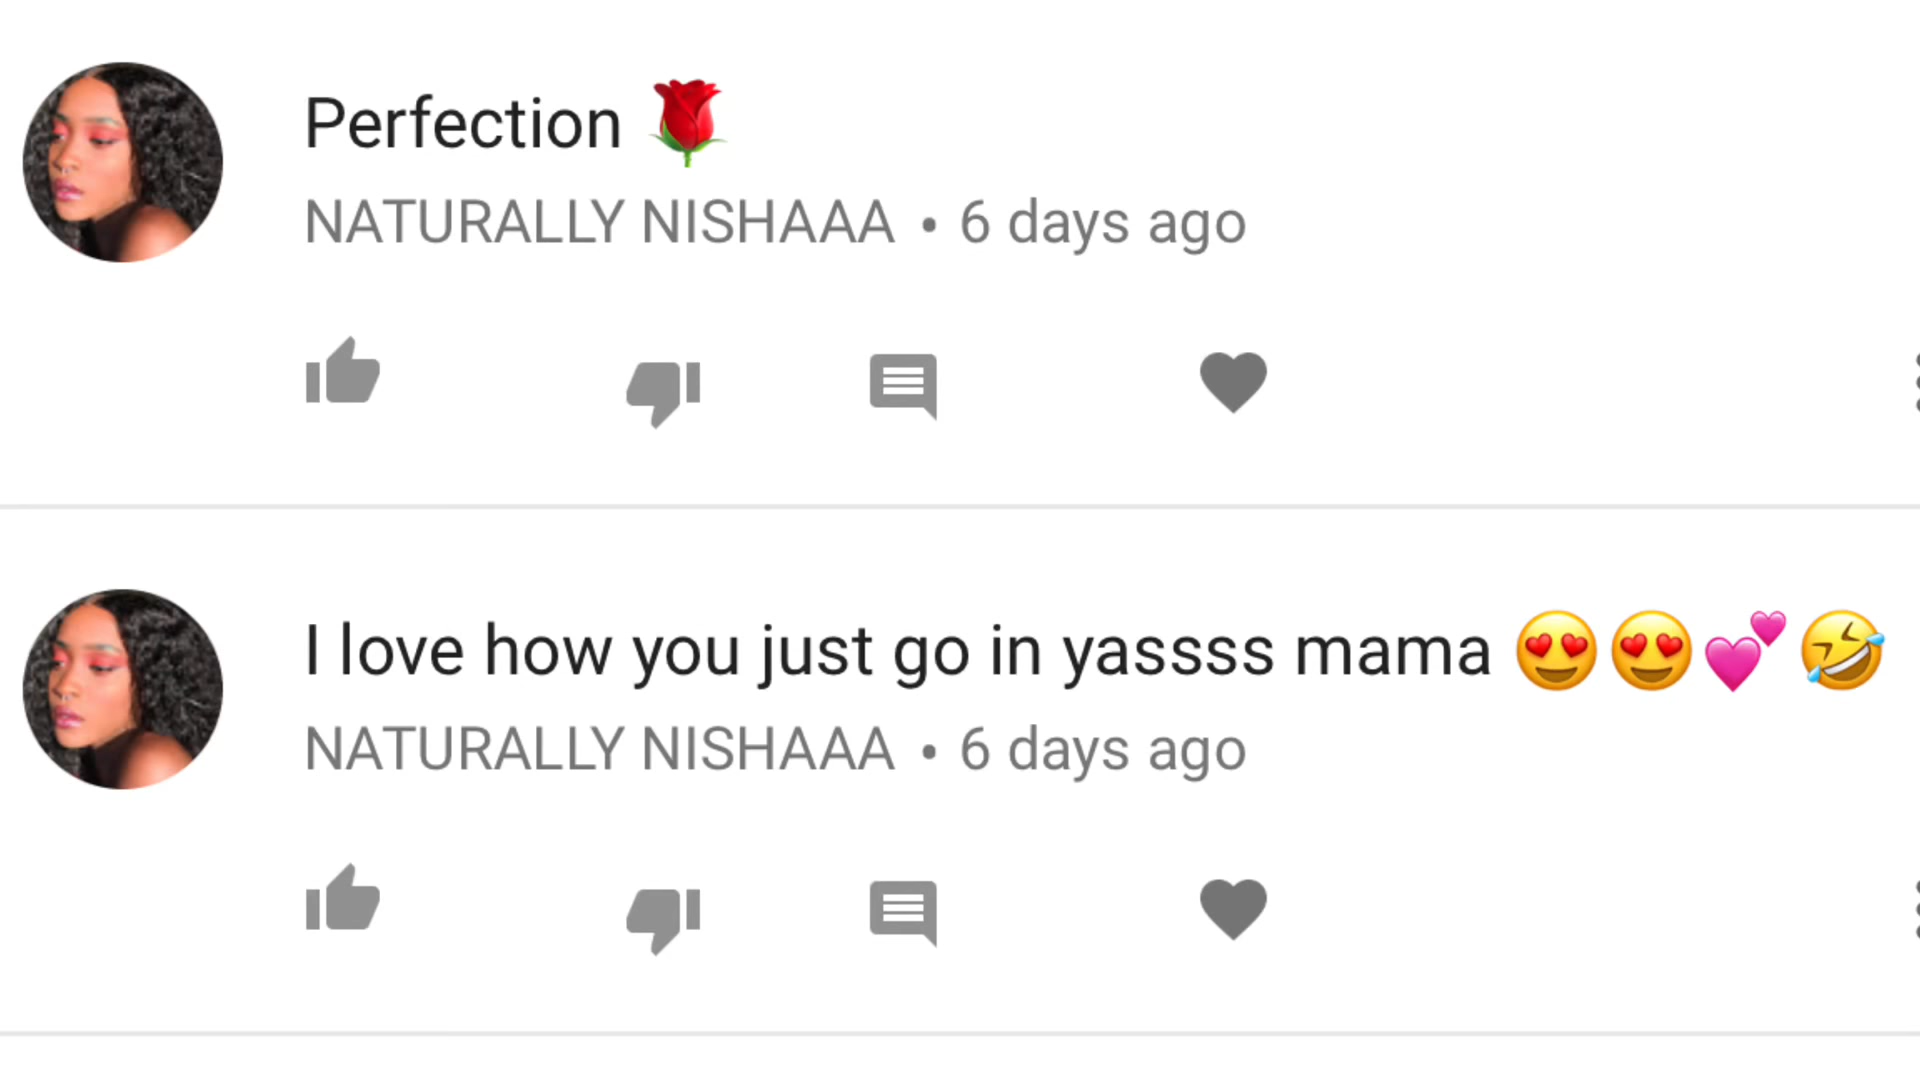 Perfection 🌹
NATURALLY NISHAAA • 6 days ago
I love how you just go in yassss mama 😍😍💕🤣
NATURALLY NISHAAA • 6 days ago